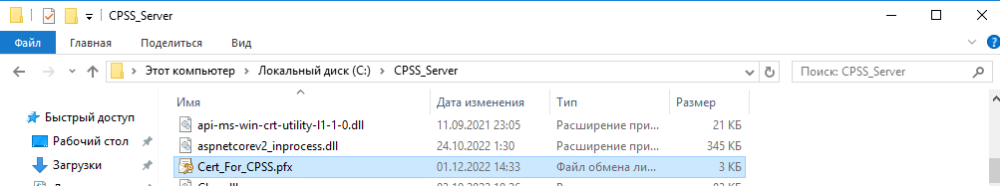 CPSS_Server
Файл Главная Поделиться Вид
Этот компьютер Локальный диск (C:) CPSS_Server Поиск: CPSS_Server
Имя Дата изменения Тип Размер
Быстрый доступ api-ms-win-crt-utility-l1-1-0.dll 11.09.2021 23:05 Расширение при... 21 КБ
Рабочий стол aspnetcorev2_inprocess.dll 24.10.2022 1:30 Расширение при... 345 КБ
Загрузки Cert_For_CPSS.pfx 01.12.2022 14:33 Файл обмена ли... 3 КБ